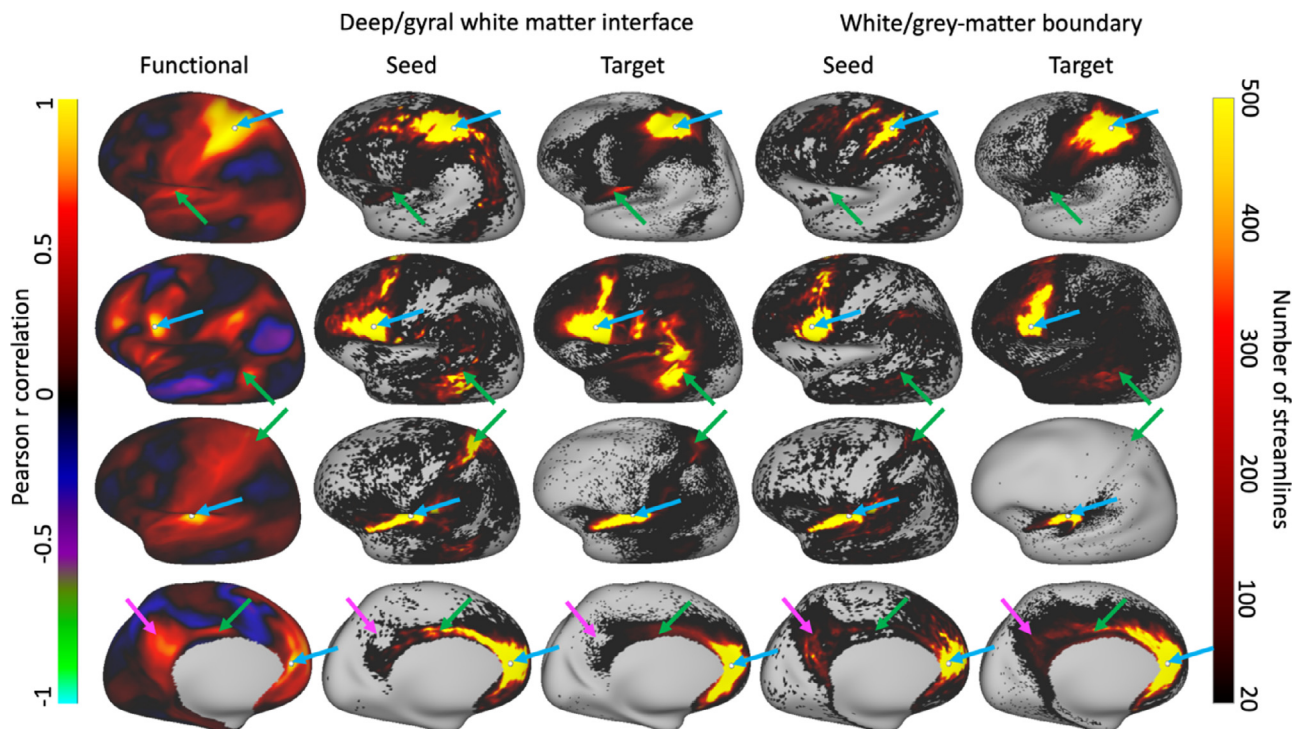 Deep/gyral white matter interface
White/grey-matter boundary
Functional
Seed
Target
Seed
Target
Pearson r correlation
1
0.5
0
-0.5
-1
Number of streamlines
500
400
300
200
100
20